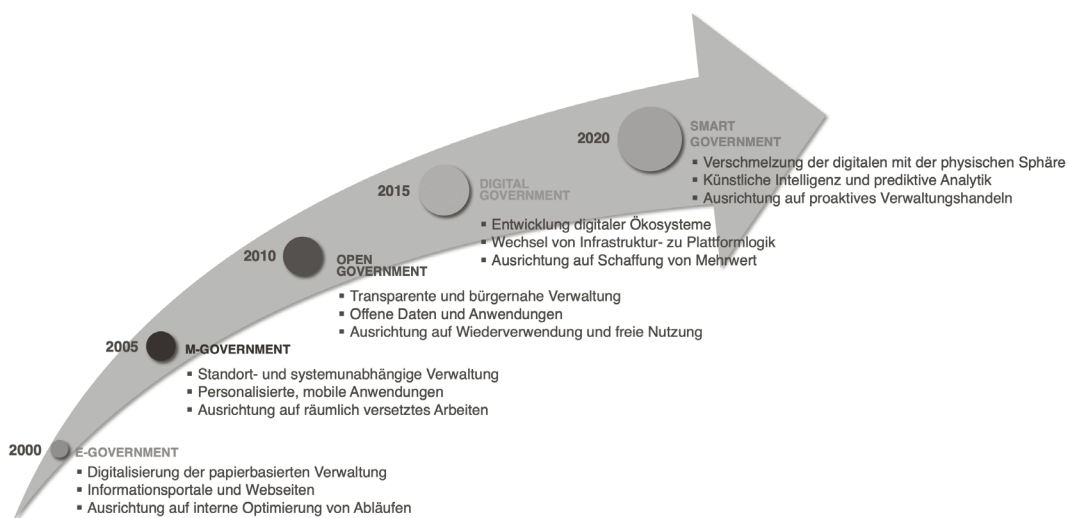 2020
SMART
GOVERNMENT
▪ Verschmelzung der digitalen mit der physischen Sphäre
▪ Künstliche Intelligenz und prediktive Analytik
▪ Ausrichtung auf proaktives Verwaltungshandeln
2015
DIGITAL
GOVERNMENT
▪ Entwicklung digitaler Ökosysteme
▪ Wechsel von Infrastruktur- zu Plattformlogik
▪ Ausrichtung auf Schaffung von Mehrwert
2010
OPEN
GOVERNMENT
▪ Transparente und bürgernahe Verwaltung
▪ Offene Daten und Anwendungen
▪ Ausrichtung auf Wiederverwendung und freie Nutzung
2005
M-GOVERNMENT
▪ Standort- und systemunabhängige Verwaltung
▪ Personalisierte, mobile Anwendungen
▪ Ausrichtung auf räumlich versetztes Arbeiten
2000
E-GOVERNMENT
▪ Digitalisierung der papierbasierten Verwaltung
▪ Informationsportale und Webseiten
▪ Ausrichtung auf interne Optimierung von Abläufen